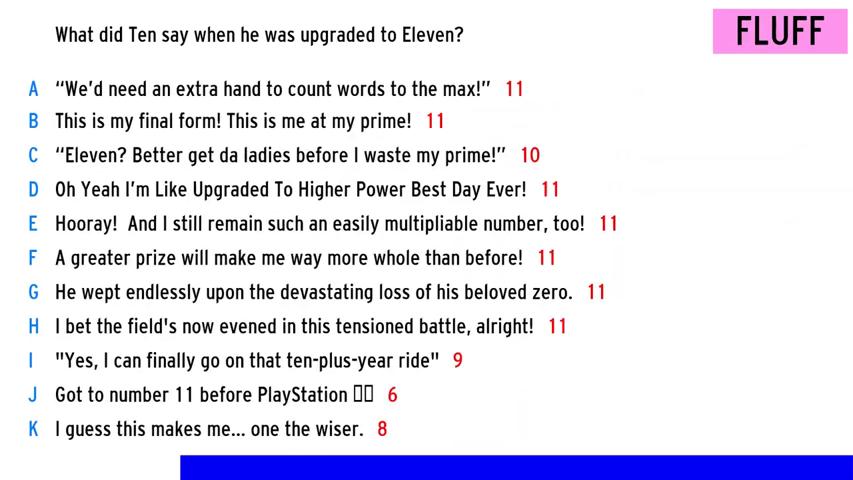 What did Ten say when he was upgraded to Eleven?
FLUFF
A “We’d need an extra hand to count words to the max!” 11
B This is my final form! This is me at my prime! 11
C “Eleven? Better get da ladies before I waste my prime!” 10
D Oh Yeah I’m Like Upgraded To Higher Power Best Day Ever! 11
E Hooray!  And I still remain such an easily multipliable number, too! 11
F A greater prize will make me way more whole than before! 11
G He wept endlessly upon the devastating loss of his beloved zero. 11
H I bet the field's now evened in this tensioned battle, alright! 11
I "Yes, I can finally go on that ten-plus-year ride" 9
J Got to number 11 before PlayStation 6
K I guess this makes me... one the wiser. 8